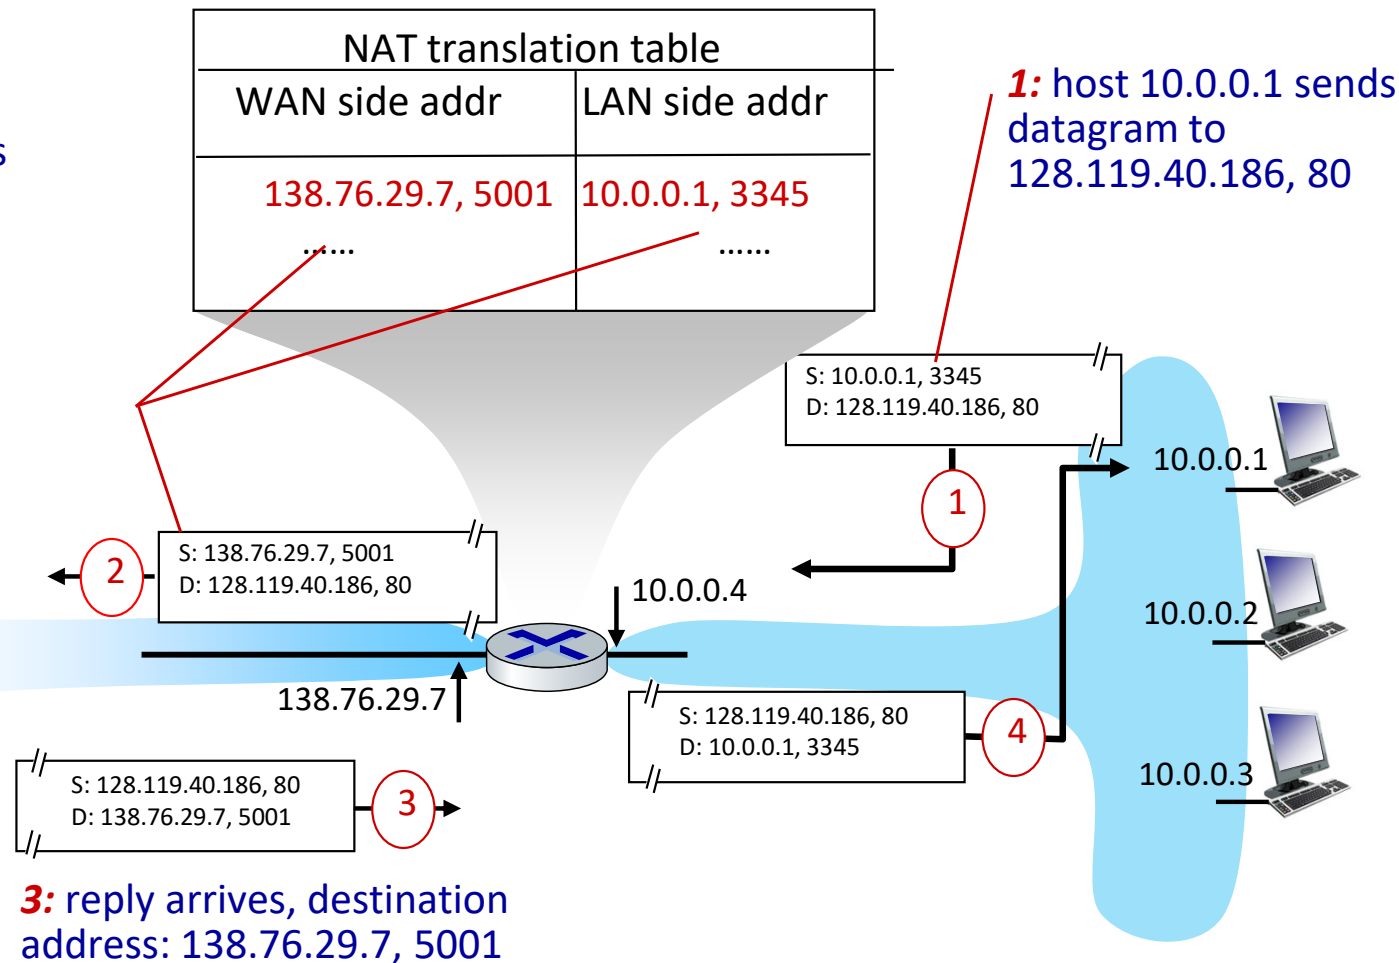 NAT translation table
WAN side addr LAN side addr
138.76.29.7, 5001 10.0.0.1, 3345
...... ......
1: host 10.0.0.1 sends
datagram to
128.119.40.186, 80
s
S: 10.0.0.1, 3345
D: 128.119.40.186, 80
1
10.0.0.1
2
S: 138.76.29.7, 5001
D: 128.119.40.186, 80
10.0.0.4
10.0.0.2
138.76.29.7
S: 128.119.40.186, 80
D: 10.0.0.1, 3345
4
10.0.0.3
S: 128.119.40.186, 80
D: 138.76.29.7, 5001
3
3: reply arrives, destination
address: 138.76.29.7, 5001